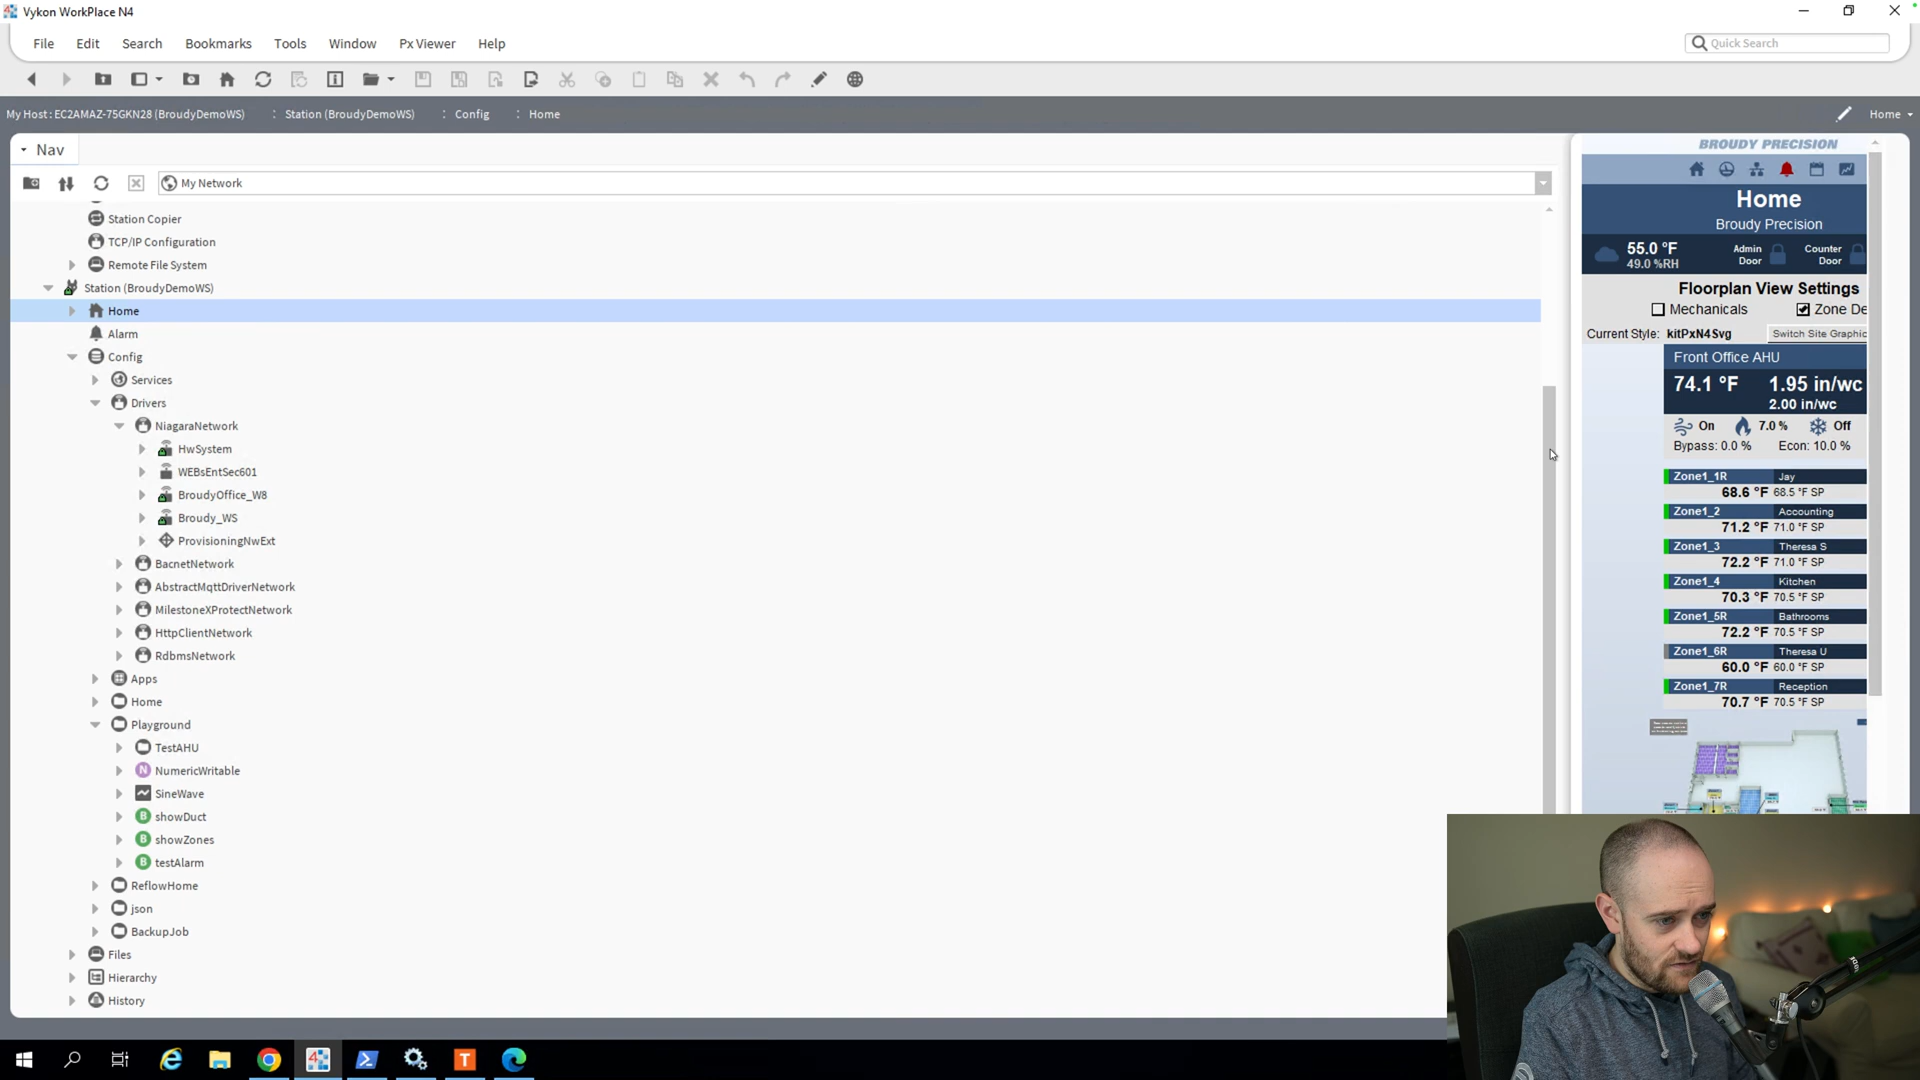 Vykon WorkPlace N4
File Edit Search Bookmarks Tools Window Px Viewer Help
Quick Search
My Host : EC2AMAZ-75GKN28 (BroudyDemoWS) : Station (BroudyDemoWS) : Config : Home
Home
Nav
My Network
Station Copier
TCP/IP Configuration
Remote File System
Station (BroudyDemoWS)
Home
Alarm
Config
Services
Drivers
NiagaraNetwork
HwSystem
WEBsEntSec601
BroudyOffice_W8
Broudy_WS
ProvisioningNwExt
BacnetNetwork
AbstractMqttDriverNetwork
MilestoneXProtectNetwork
HttpClientNetwork
RdbmsNetwork
Apps
Home
Playground
TestAHU
N NumericWritable
SineWave
B showDuct
B showZones
B testAlarm
ReflowHome
json
BackupJob
Files
Hierarchy
History
BROUDY PRECISION
Home
Broudy Precision
55.0 °F
49.0 %RH
Admin Door
Counter Door
Floorplan View Settings
Mechanicals Zone De
Current Style: kitPxN4Svg Switch Site Graphic
Front Office AHU
74.1 °F 1.95 in/wc
2.00 in/wc
On 7.0 % Off
Bypass: 0.0 % Econ: 10.0 %
Zone1_1R Jay
68.6 °F 68.5 °F SP
Zone1_2 Accounting
71.2 °F 71.0 °F SP
Zone1_3 Theresa S
72.2 °F 71.0 °F SP
Zone1_4 Kitchen
70.3 °F 70.5 °F SP
Zone1_5R Bathrooms
72.2 °F 70.5 °F SP
Zone1_6R Theresa U
60.0 °F 60.0 °F SP
Zone1_7R Reception
70.7 °F 70.5 °F SP
4
T